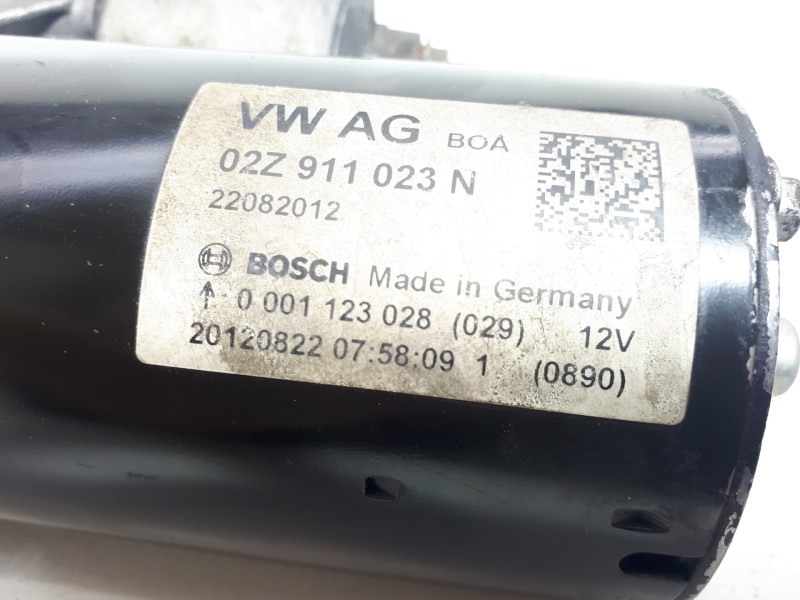 VW AG BOA
02Z 911 023 N
22082012
BOSCH Made in Germany
↑ 0 001 123 028 (029) 12V
20120822 07:58:09 1 (0890)